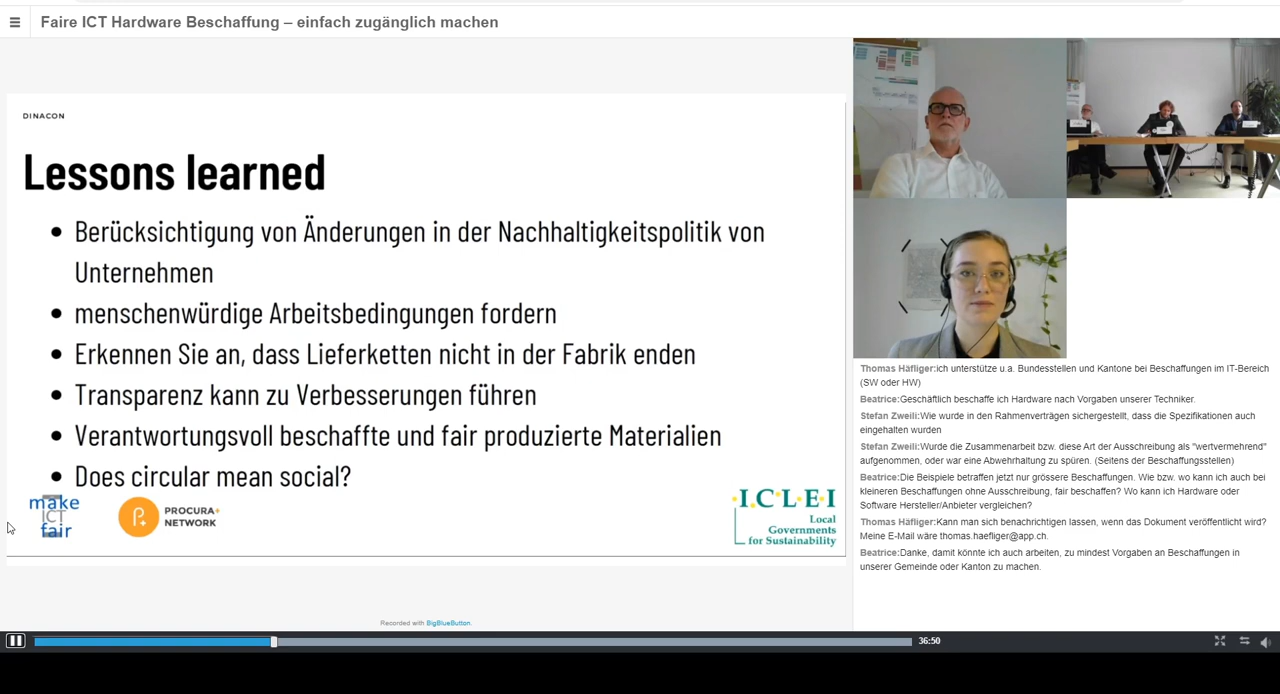 Faire ICT Hardware Beschaffung – einfach zugänglich machen
DINACON
Lessons learned
• Berücksichtigung von Änderungen in der Nachhaltigkeitspolitik von
Unternehmen
• menschenwürdige Arbeitsbedingungen fordern
• Erkennen Sie an, dass Lieferketten nicht in der Fabrik enden
• Transparenz kann zu Verbesserungen führen
• Verantwortungsvoll beschaffte und fair produzierte Materialien
• Does circular mean social?
make
ICT
fair
PROCURA+
NETWORK
I.C.L.E.I
Local
Governments
for Sustainability
Thomas Häfliger:ich unterstütze u.a. Bundesstellen und Kantone bei Beschaffungen im IT-Bereich
(SW oder HW)
Beatrice:Geschäftlich beschaffe ich Hardware nach Vorgaben unserer Techniker.
Stefan Zweili:Wie wurde in den Rahmenverträgen sichergestellt, dass die Spezifikationen auch
eingehalten wurden
Stefan Zweili:Wurde die Zusammenarbeit bzw. diese Art der Ausschreibung als "wertvermehrend"
aufgenommen, oder war eine Abwehrhaltung zu spüren. (Seitens der Beschaffungsstellen)
Beatrice:Die Beispiele betraffen jetzt nur grössere Beschaffungen. Wie bzw. wo kann ich auch bei
kleineren Beschaffungen ohne Ausschreibung, fair beschaffen? Wo kann ich Hardware oder
Software Hersteller/Anbieter vergleichen?
Thomas Häfliger:Kann man sich benachrichtigen lassen, wenn das Dokument veröffentlicht wird?
Meine E-Mail wäre thomas.haefliger@app.ch.
Beatrice:Danke, damit könnte ich auch arbeiten, zu mindest Vorgaben an Beschaffungen in
unserer Gemeinde oder Kanton zu machen.
Recorded with BigBlueButton.
36:50